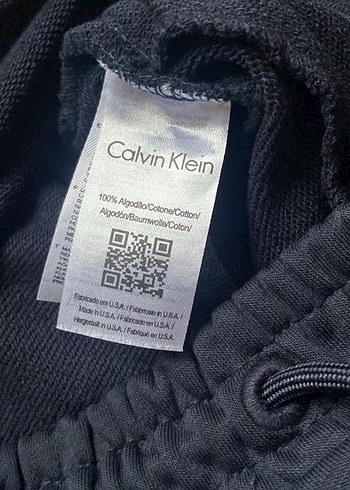 Calvin Klein
100% Algodão/Cotone/Cotton/
Algodón/Baumwolle/Coton/
Fabricado em U.S.A. / Fabbricato in U.S.A. /
Made in U.S.A. / Fabricado en U.S.A. /
Hergestellt in U.S.A. / Fabriqué en U.S.A.